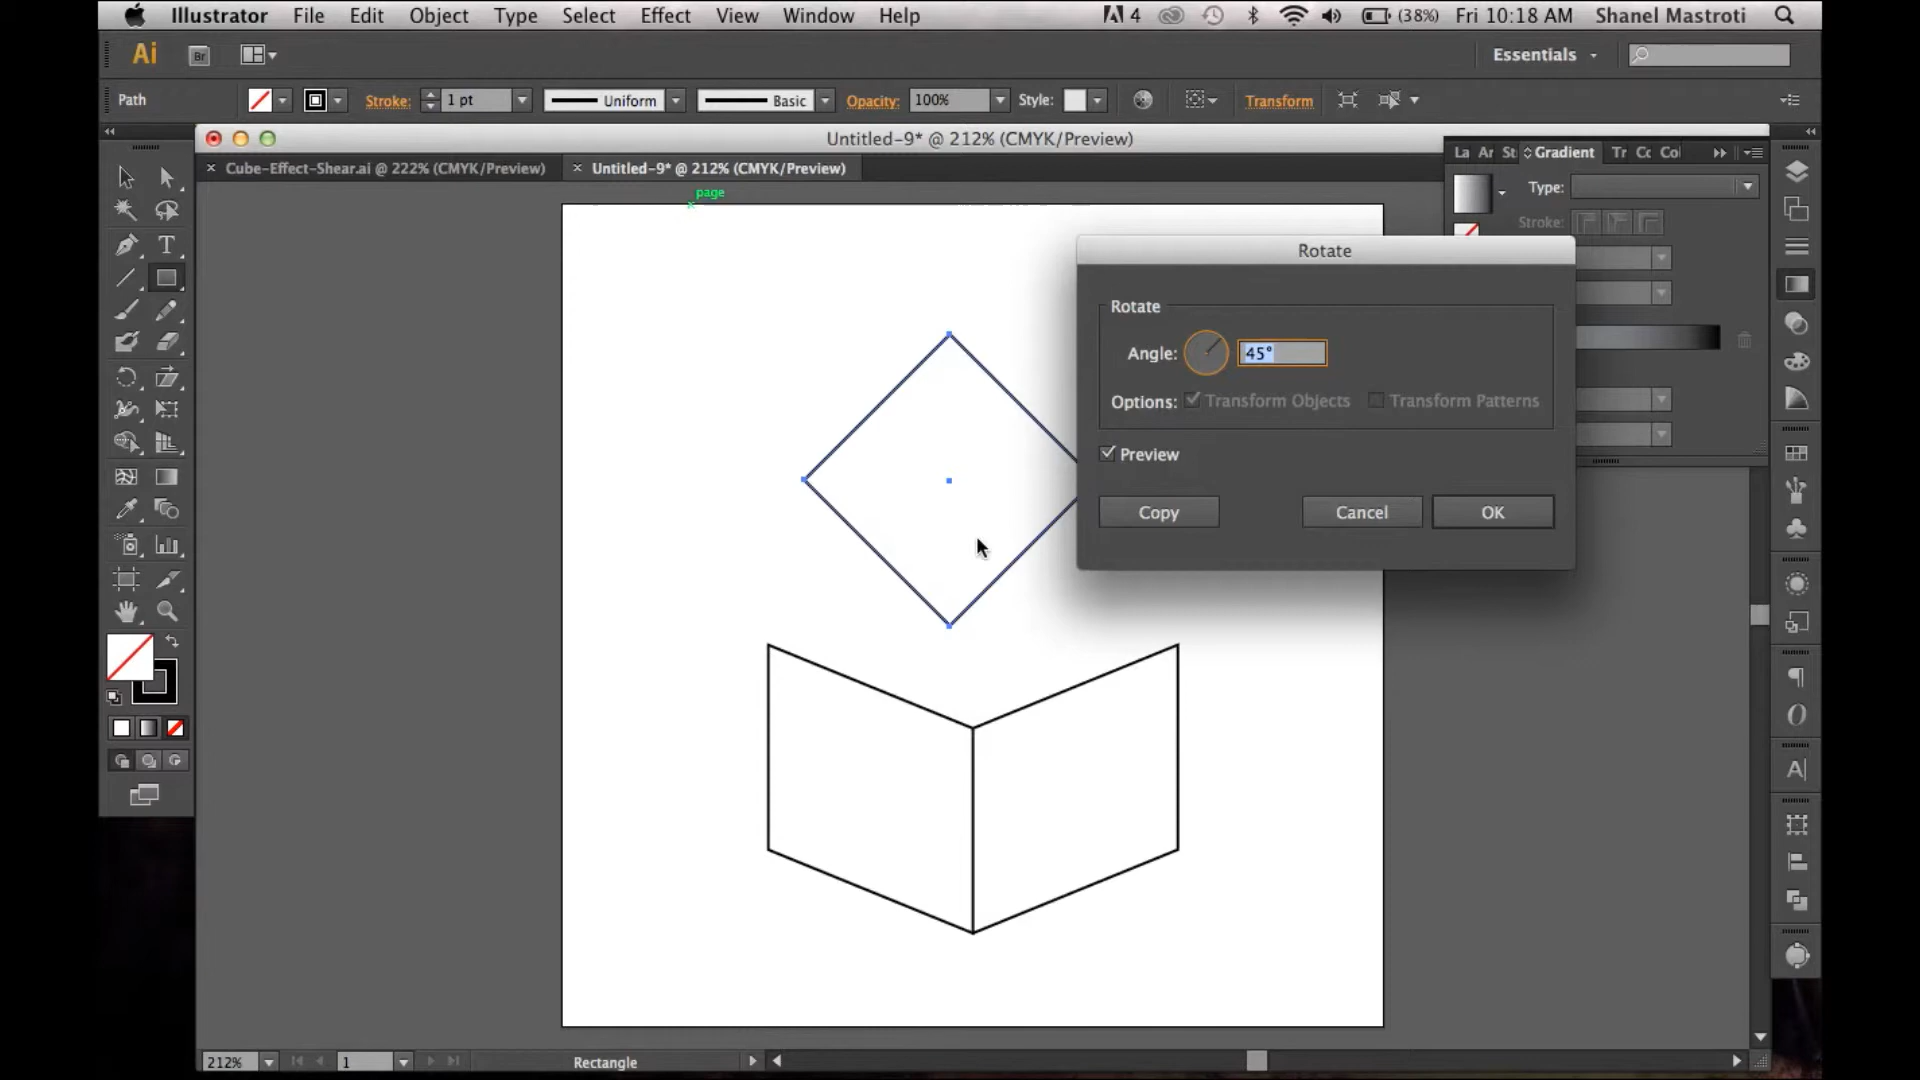 Illustrator File Edit Object Type Select Effect View Window Help 4 (38%) Fri 10:18 AM Shanel Mastroti
Ai Br Essentials
Path Stroke: 1 pt Uniform Basic Opacity: 100% Style: Transform
Untitled-9* @ 212% (CMYK/Preview)
Cube-Effect-Shear.ai @ 222% (CMYK/Preview) Untitled-9* @ 212% (CMYK/Preview)
La Ar St Gradient Tr Cc Col
page
Type:
Stroke:
Rotate
Rotate
Angle: 45°
Options: Transform Objects Transform Patterns
Preview
Copy Cancel OK
212% 1 Rectangle